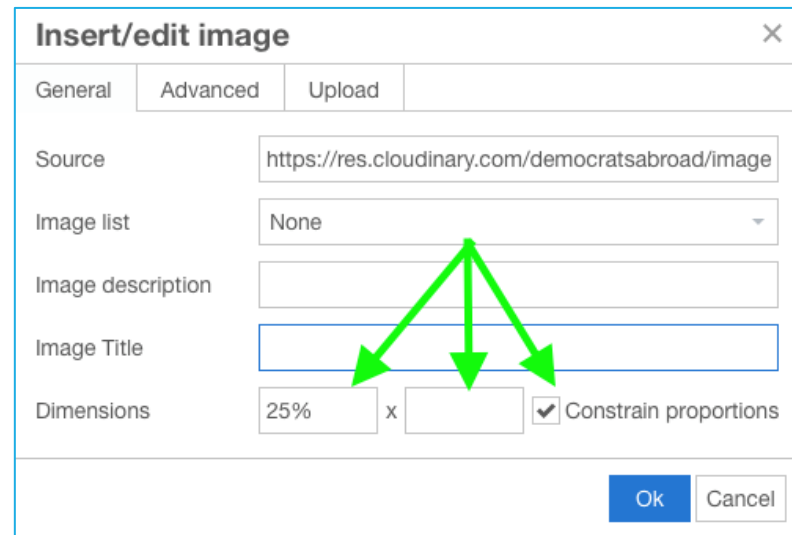 Insert/edit image ×
General Advanced Upload
Source https://res.cloudinary.com/democratsabroad/image
Image list None
Image description
Image Title
Dimensions 25% x Constrain proportions
Ok Cancel